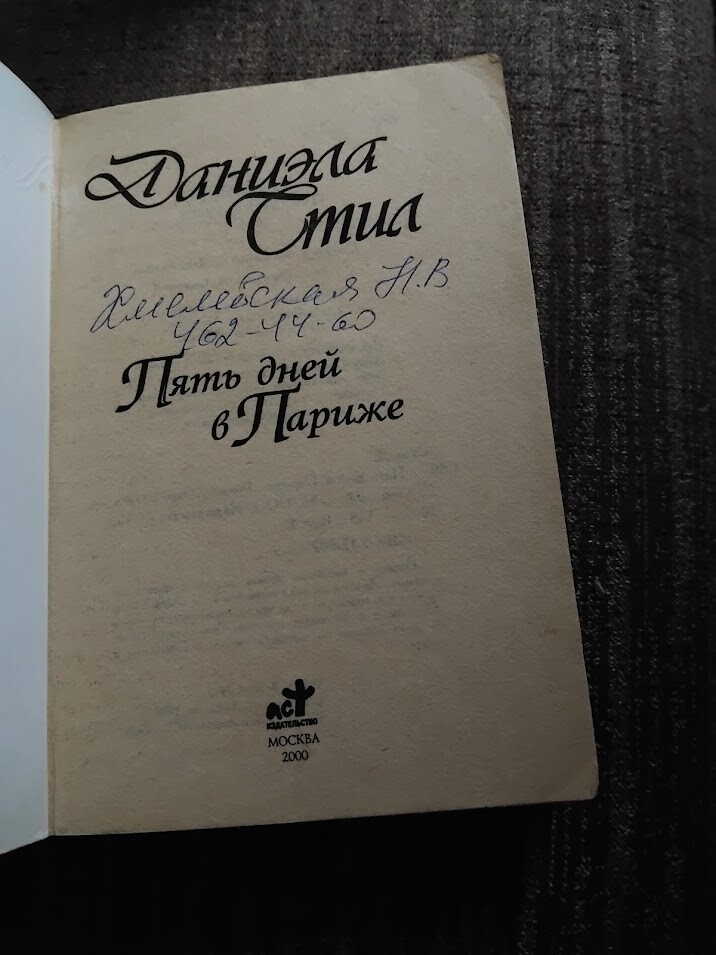 Даниэла
Стил
Хмелевская Н.В
462-44-60
Пять дней
в Париже
аст
ИЗДАТЕЛЬСТВО
МОСКВА
2000